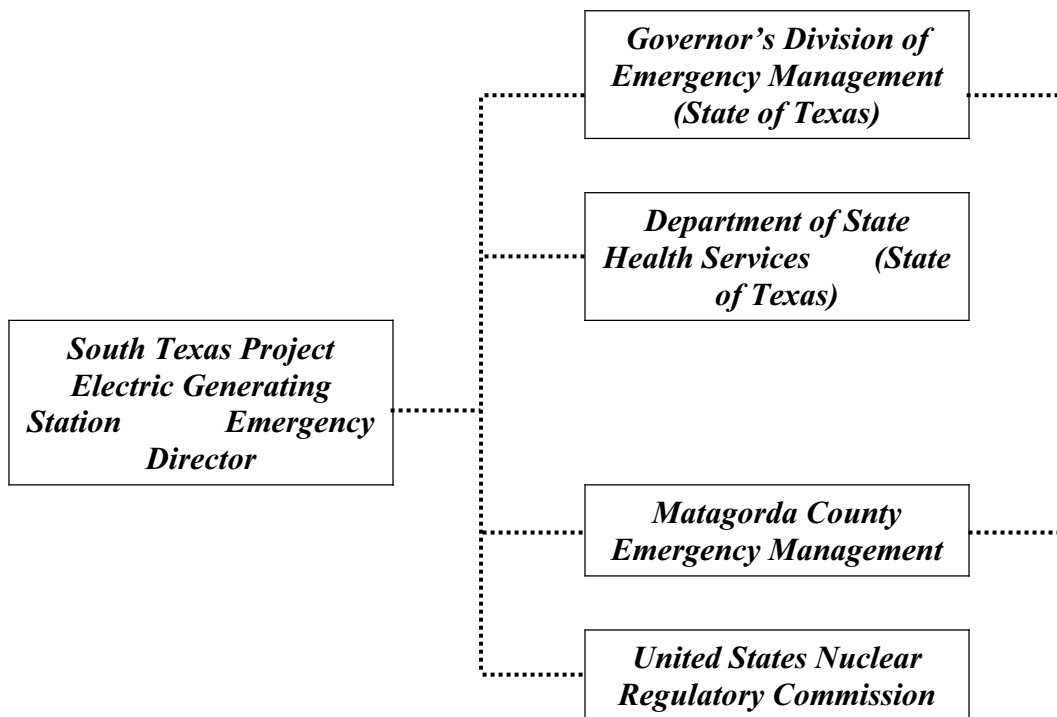 Governor’s Division of
Emergency Management
(State of Texas)
Department of State
Health Services (State
of Texas)
South Texas Project
Electric Generating
Station Emergency
Director
Matagorda County
Emergency Management
United States Nuclear
Regulatory Commission